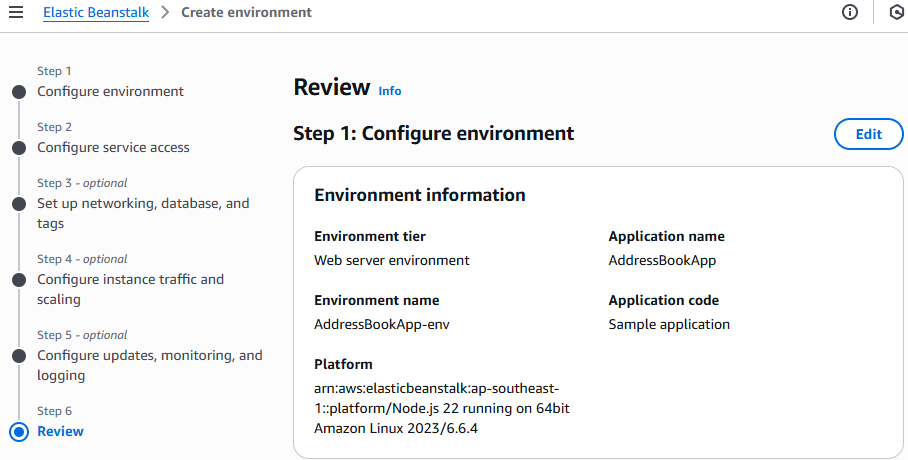 Elastic Beanstalk > Create environment
Step 1
Configure environment
Step 2
Configure service access
Step 3 - optional
Set up networking, database, and
tags
Step 4 - optional
Configure instance traffic and
scaling
Step 5 - optional
Configure updates, monitoring, and
logging
Step 6
Review
Review Info
Step 1: Configure environment
Edit
Environment information
Environment tier
Web server environment
Application name
AddressBookApp
Environment name
AddressBookApp-env
Application code
Sample application
Platform
arn:aws:elasticbeanstalk:ap-southeast-
1::platform/Node.js 22 running on 64bit
Amazon Linux 2023/6.6.4